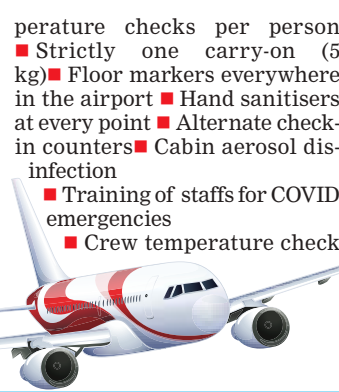 perature checks per person
■ Strictly one carry-on (5
kg)■ Floor markers everywhere
in the airport ■ Hand sanitisers
at every point ■ Alternate check-
in counters■ Cabin aerosol dis-
infection
■ Training of staffs for COVID
emergencies
■ Crew temperature check